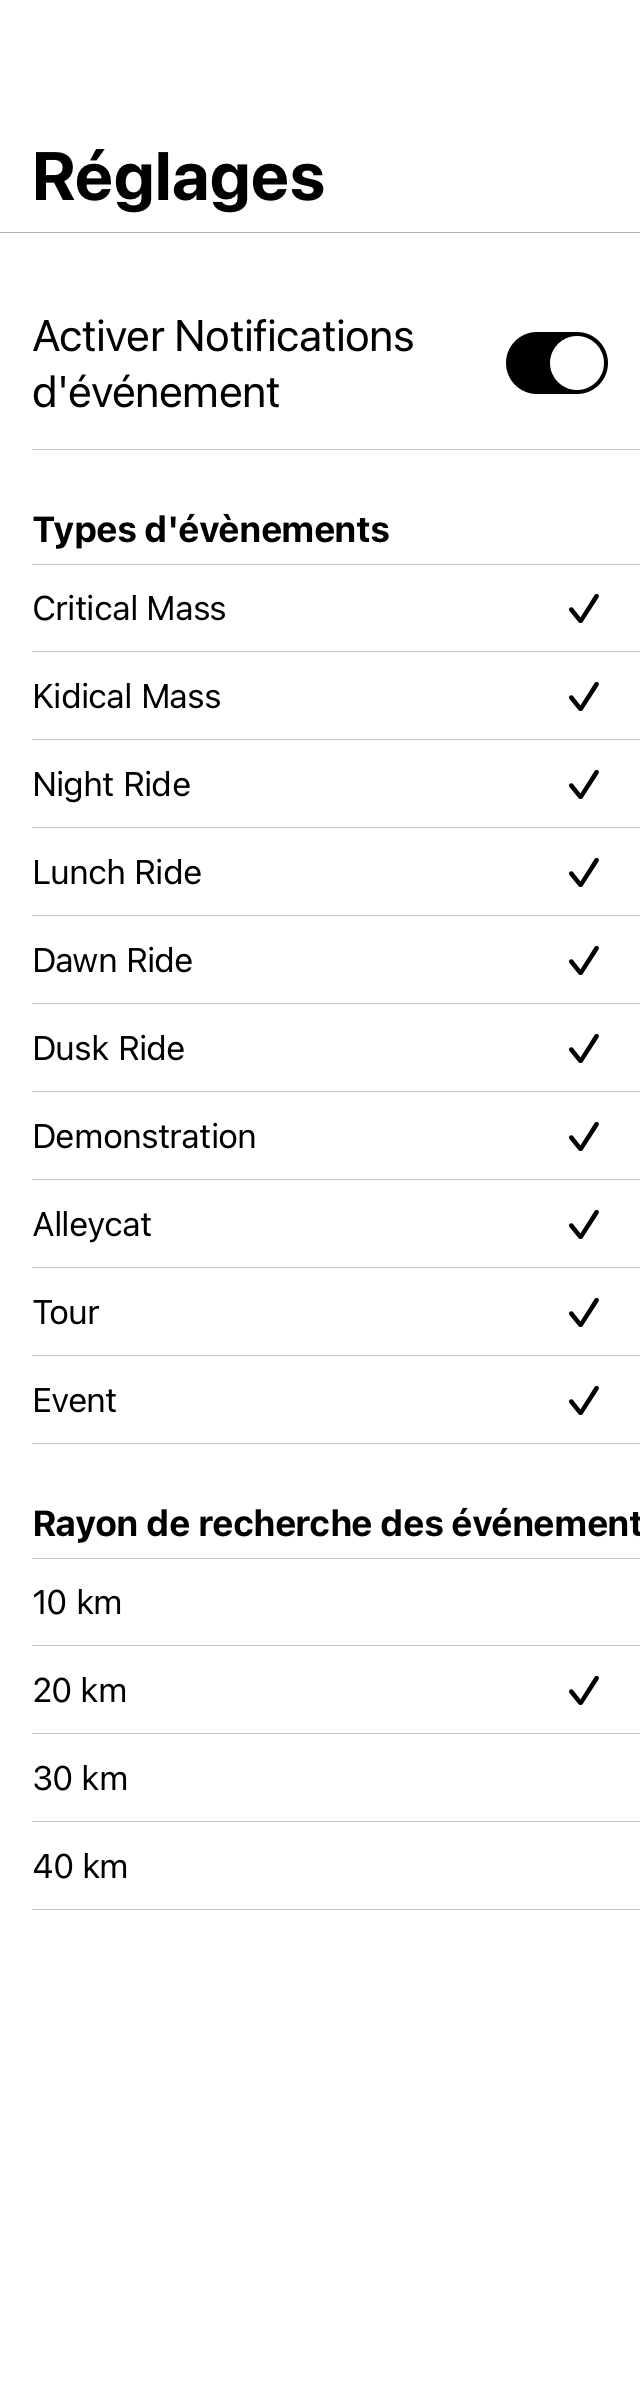 Réglages
Activer Notifications
d'événement
Types d'évènements
Critical Mass
Kidical Mass
Night Ride
Lunch Ride
Dawn Ride
Dusk Ride
Demonstration
Alleycat
Tour
Event
Rayon de recherche des événement
10 km
20 km
30 km
40 km